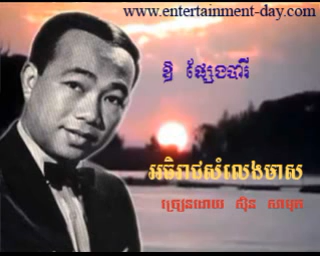 www.entertainment-day.com
ឱ ផ្សែងបារី
អធិរាជសំលេងមាស
ច្រៀងដោយ ស៊ិន សាមុត